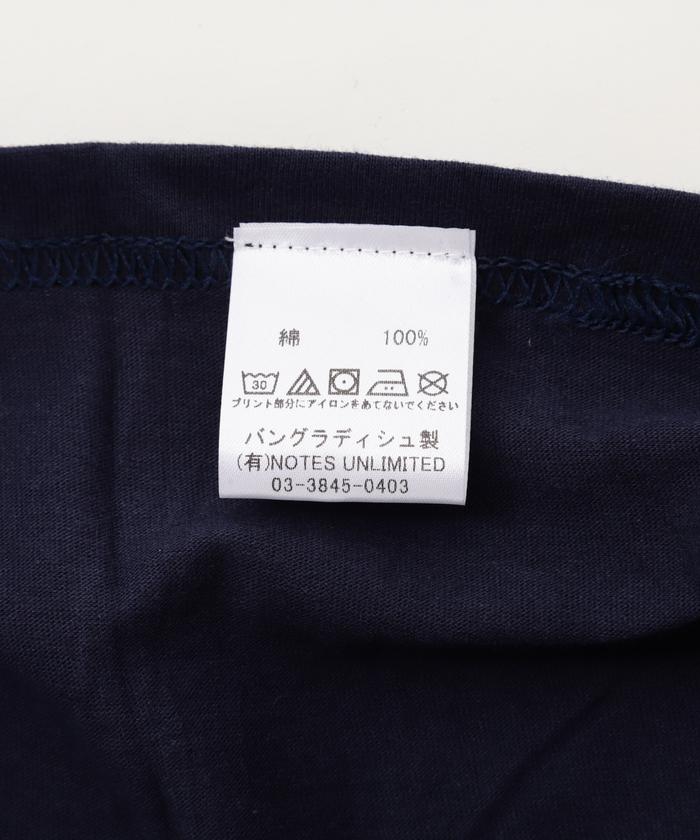 綿 100%
30
プリント部分にアイロンをあてないでください
バングラディシュ製
(有)NOTES UNLIMITED
03-3845-0403